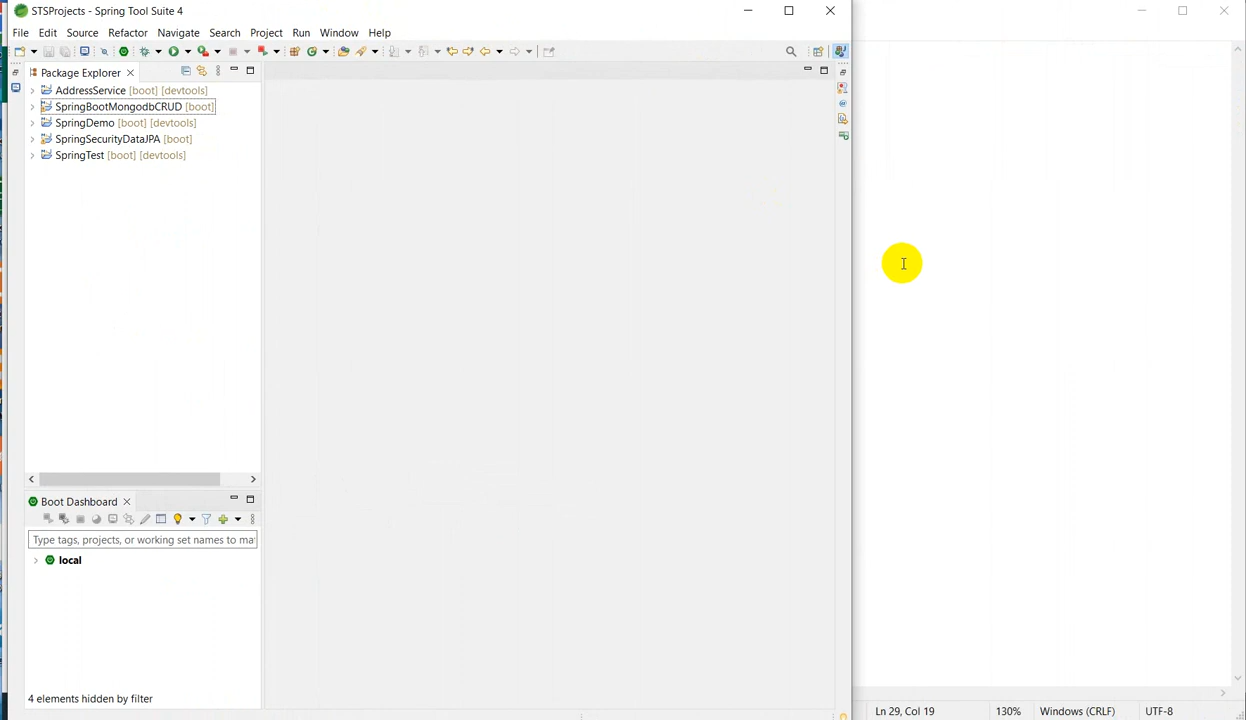 STSProjects - Spring Tool Suite 4
File Edit Source Refactor Navigate Search Project Run Window Help
Package Explorer
AddressService [boot] [devtools]
SpringBootMongodbCRUD [boot]
SpringDemo [boot] [devtools]
SpringSecurityDataJPA [boot]
SpringTest [boot] [devtools]
Boot Dashboard
Type tags, projects, or working set names to ma
local
4 elements hidden by filter
Ln 29, Col 19 130% Windows (CRLF) UTF-8